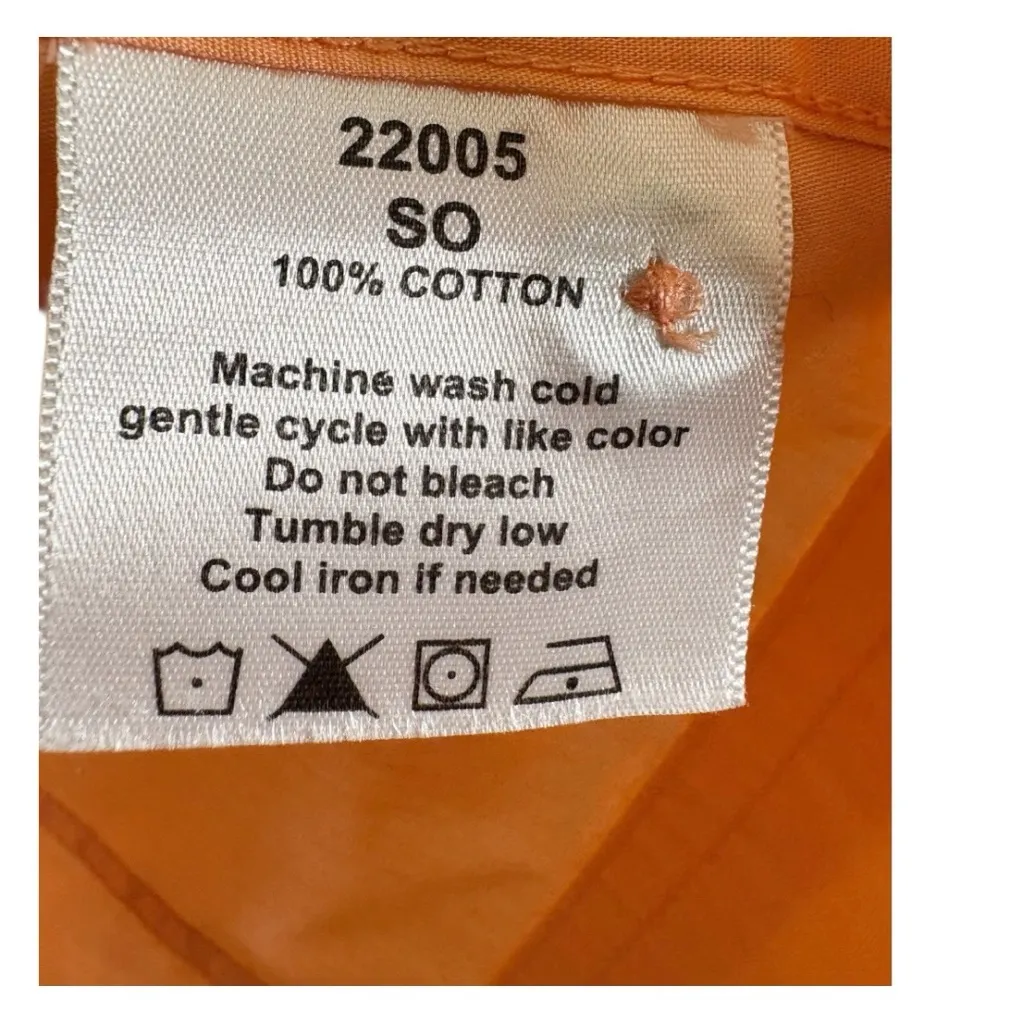 22005
SO
100% COTTON
Machine wash cold
gentle cycle with like color
Do not bleach
Tumble dry low
Cool iron if needed